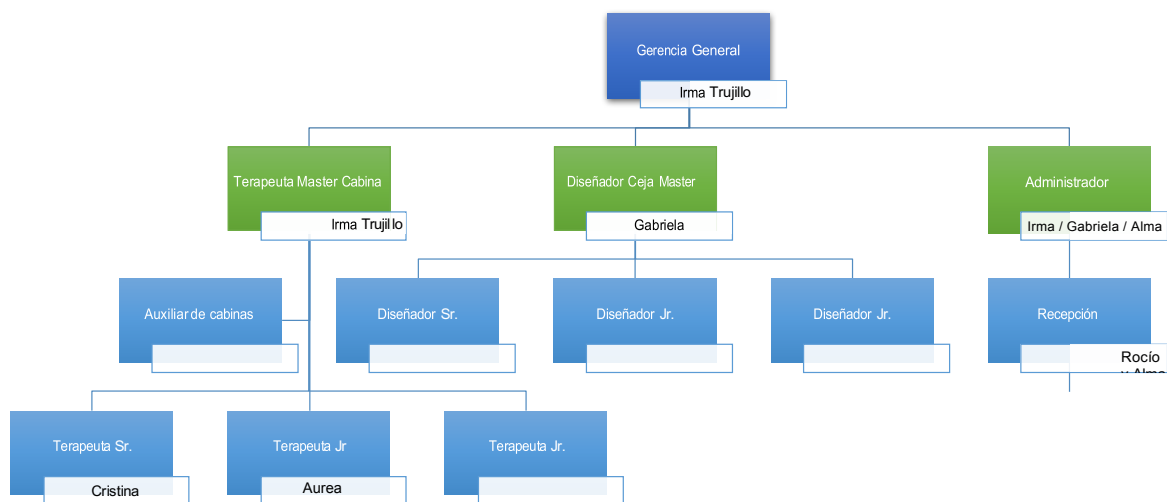 Gerencia General
Irma Trujillo
Terapeuta Master Cabina
Irma Trujillo
Diseñador Ceja Master
Gabriela
Administrador
Irma / Gabriela / Alma
Auxiliar de cabinas
Diseñador Sr.
Diseñador Jr.
Diseñador Jr.
Recepción
Rocío
y Alma
Terapeuta Sr.
Cristina
Terapeuta Jr
Aurea
Terapeuta Jr.